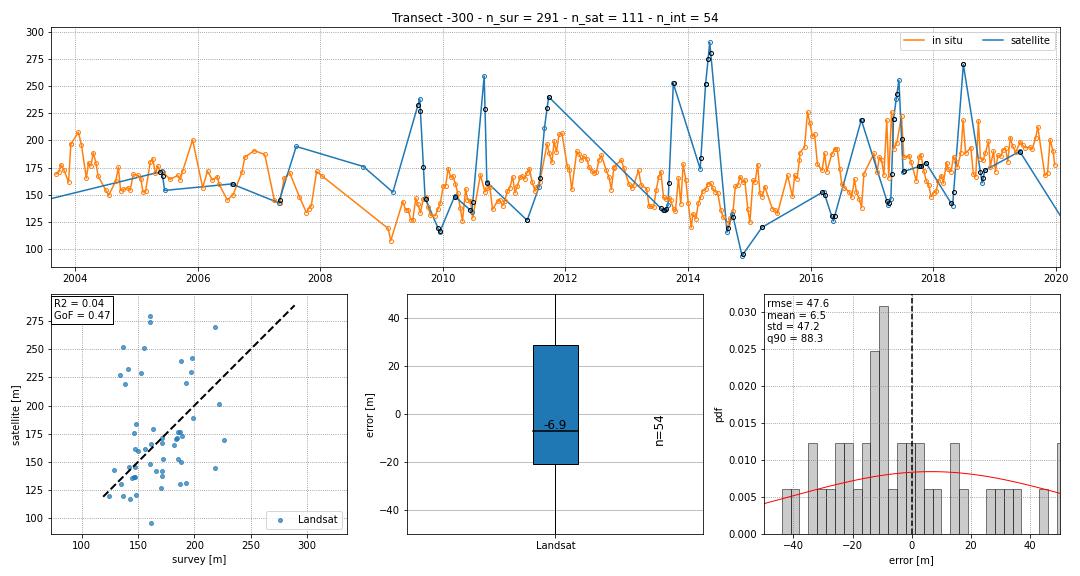 Transect -300 - n_sur = 291 - n_sat = 111 - n_int = 54
in situ
satellite
300
275
250
225
200
175
150
125
100
2004
2006
2008
2010
2012
2014
2016
2018
2020
R2 = 0.04
GoF = 0.47
275
250
225
200
175
150
125
100
satellite [m]
Landsat
100
150
200
250
300
survey [m]
40
20
0
−20
−40
error [m]
-6.9
n=54
Landsat
rmse = 47.6
mean = 6.5
std = 47.2
q90 = 88.3
0.030
0.025
0.020
0.015
0.010
0.005
0.000
pdf
−40
−20
0
20
40
error [m]